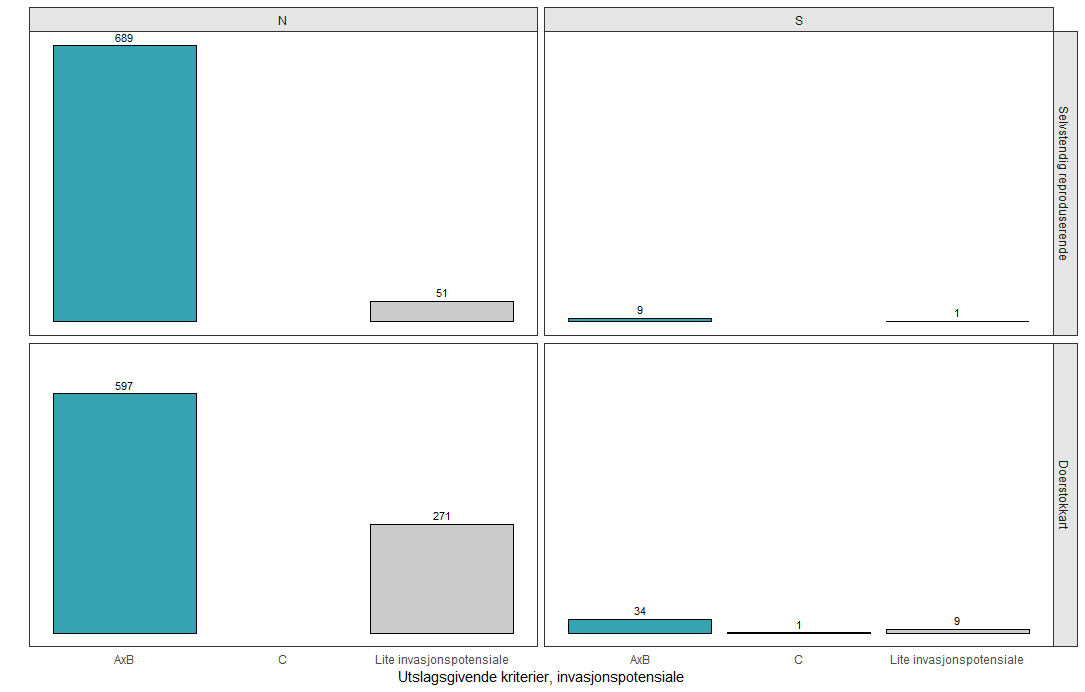 N
S
689
51
9
1
Selvstendig reproduserende
597
271
34
1
9
Doerstokkart
AxB
C
Lite invasjonspotensiale
AxB
C
Lite invasjonspotensiale
Utslagsgivende kriterier, invasjonspotensiale